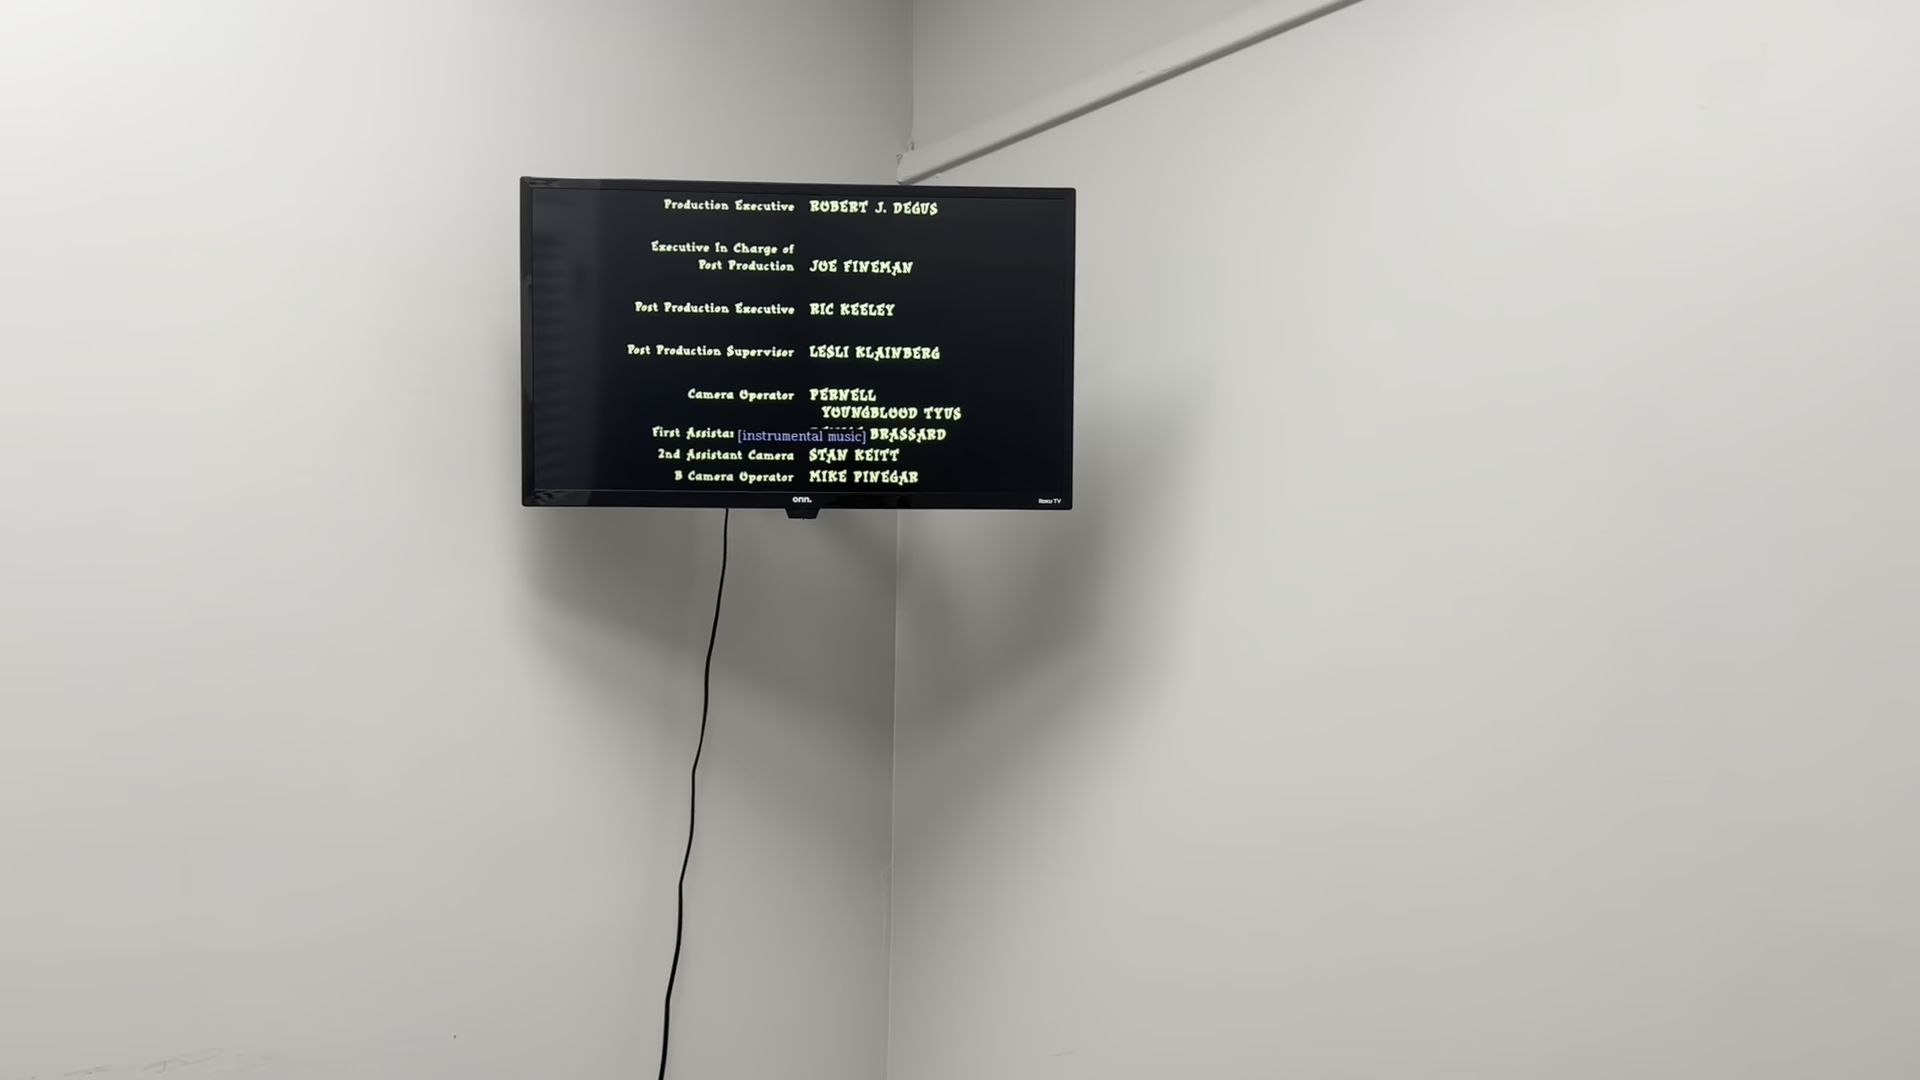 Production Executive ROBERT J. DEGUS
Executive In Charge of
Post Production JOE FINEMAN
Post Production Executive RIC KEELEY
Post Production Supervisor LESLI KLAINBERG
Camera Operator PERNELL
YOUNGBLOOD TYUS
First [instrumental music] BRASSARD
2nd Assistant Camera STAN KEITT
B Camera Operator MIKE PINEGAR
onn.
Roku TV